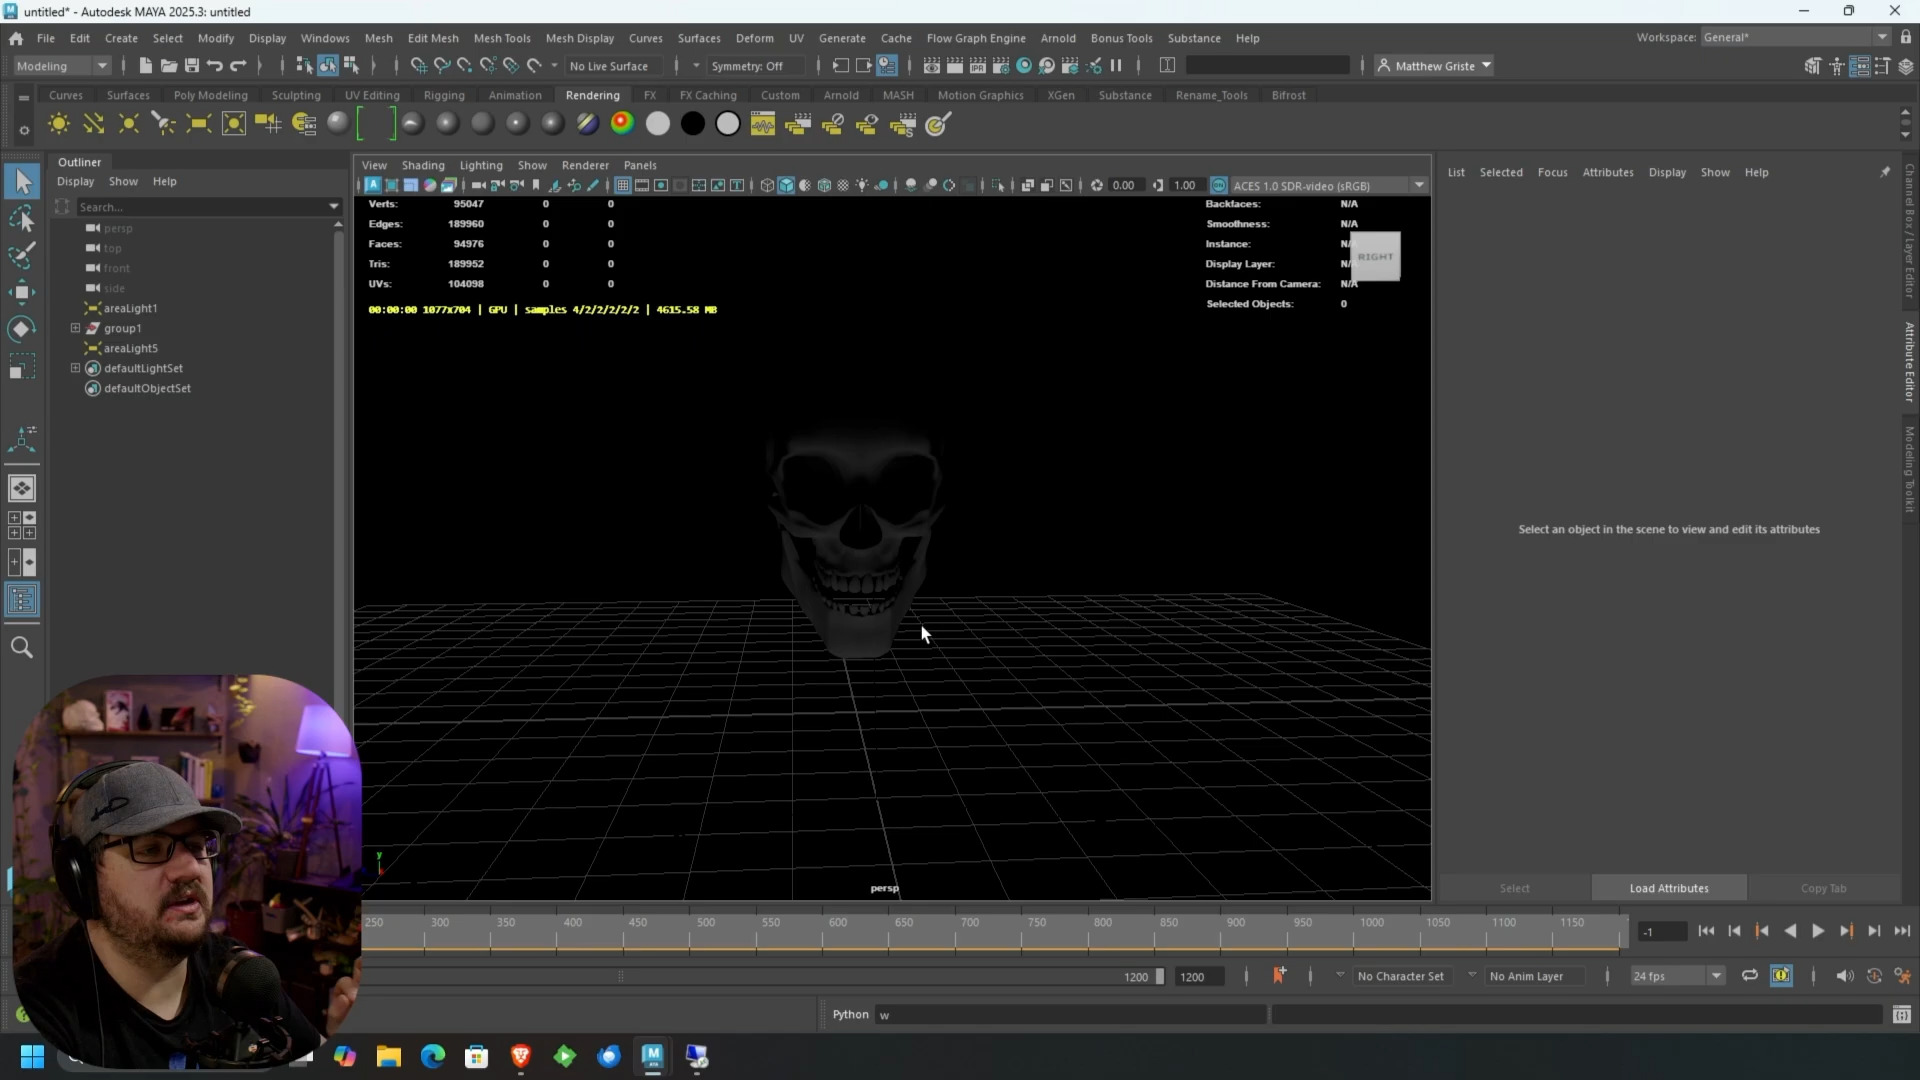 untitled* - Autodesk MAYA 2025.3: untitled
File Edit Create Select Modify Display Windows Mesh Edit Mesh Mesh Tools Mesh Display Curves Surfaces Deform UV Generate Cache Flow Graph Engine Arnold Bonus Tools Substance Help
Workspace: General*
Modeling
No Live Surface
Symmetry: Off
Matthew Griste
Curves Surfaces Poly Modeling Sculpting UV Editing Rigging Animation Rendering FX FX Caching Custom Arnold MASH Motion Graphics XGen Substance Rename_Tools Bifrost
Outliner
Display Show Help
Search...
persp
top
front
side
areaLight1
group1
areaLight5
defaultLightSet
defaultObjectSet
View Shading Lighting Show Renderer Panels
0.00
1.00
ACES 1.0 SDR-video (sRGB)
Verts: 95047 0 0
Edges: 189960 0 0
Faces: 94976 0 0
Tris: 189952 0 0
UVs: 104098 0 0
00:00:00 1077x704 | GPU | samples 4/2/2/2/2/2 | 4615.58 MB
Backfaces: N/A
Smoothness: N/A
Instance: N/
Display Layer: N/
Distance From Camera: N/A
Selected Objects: 0
RIGHT
y
persp
List Selected Focus Attributes Display Show Help
Select an object in the scene to view and edit its attributes
Select
Load Attributes
Copy Tab
Channel Box / Layer Editor
Attribute Editor
Modeling Toolkit
250 300 350 400 450 500 550 600 650 700 750 800 850 900 950 1000 1050 1100 1150
-1
1200
1200
No Character Set
No Anim Layer
24 fps
Python
w